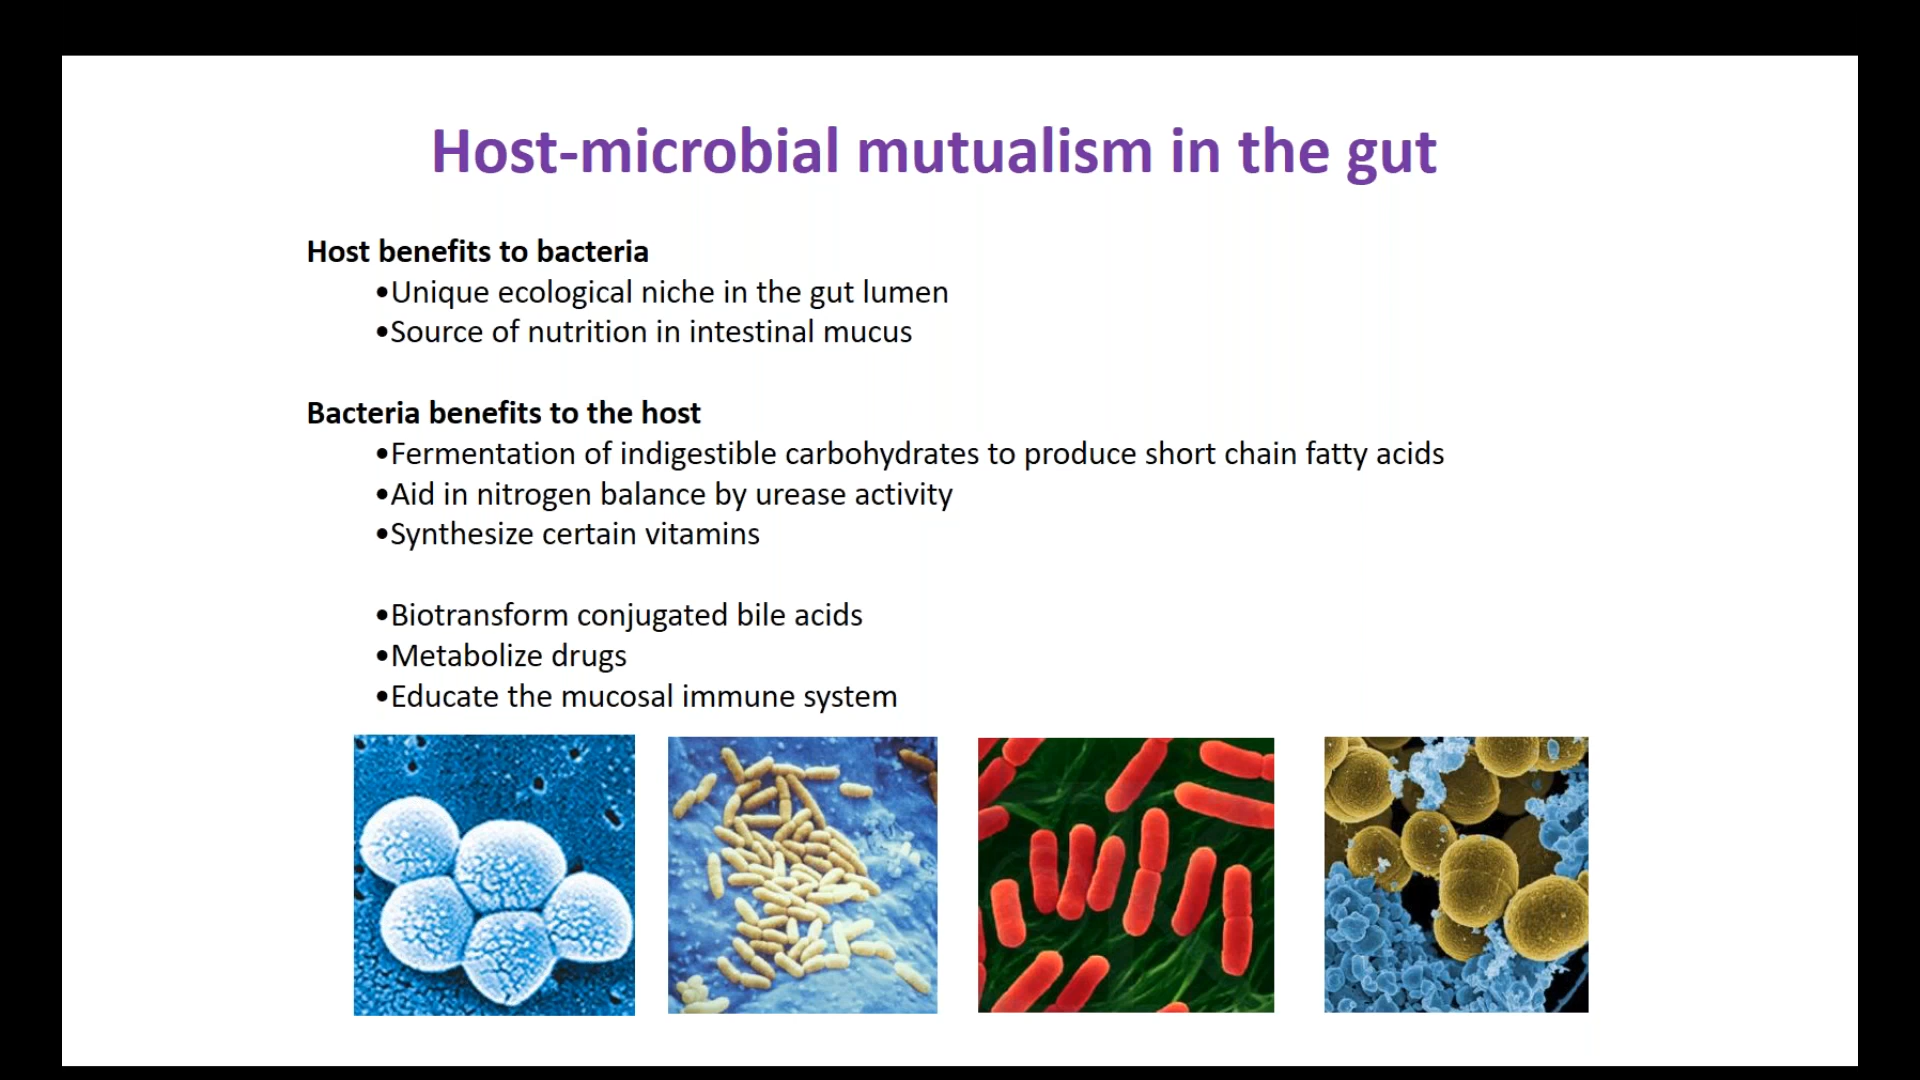 Host-microbial mutualism in the gut
Host benefits to bacteria
•Unique ecological niche in the gut lumen
•Source of nutrition in intestinal mucus
Bacteria benefits to the host
•Fermentation of indigestible carbohydrates to produce short chain fatty acids
•Aid in nitrogen balance by urease activity
•Synthesize certain vitamins
•Biotransform conjugated bile acids
•Metabolize drugs
•Educate the mucosal immune system